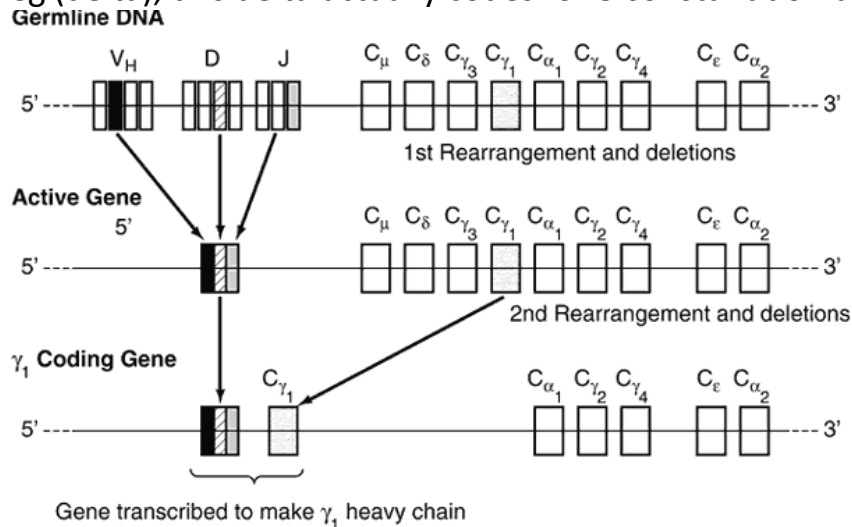 Germline DNA
V_H D J C_μ C_δ C_γ3 C_γ1 C_α1 C_γ2 C_γ4 C_ε C_α2
5' 3'
1st Rearrangement and deletions
Active Gene
5' C_μ C_δ C_γ3 C_γ1 C_α1 C_γ2 C_γ4 C_ε C_α2
5' 3'
2nd Rearrangement and deletions
γ1 Coding Gene
C_γ1 C_α1 C_γ2 C_γ4 C_ε C_α2
5' 3'
Gene transcribed to make γ1 heavy chain